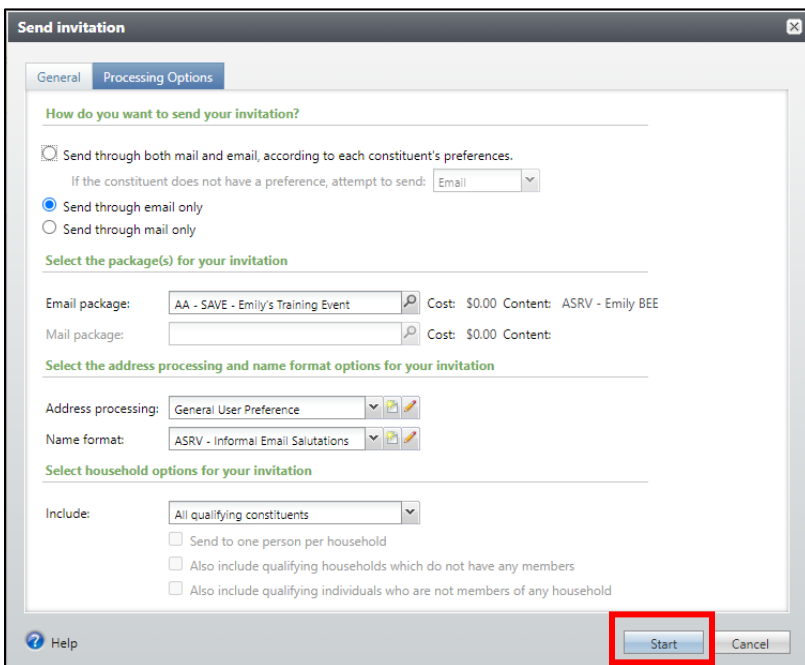 Send invitation
General Processing Options
How do you want to send your invitation?
Send through both mail and email, according to each constituent's preferences.
If the constituent does not have a preference, attempt to send: Email
Send through email only
Send through mail only
Select the package(s) for your invitation
Email package: AA - SAVE - Emily's Training Event Cost: $0.00 Content: ASRV - Emily BEE
Mail package: Cost: $0.00 Content:
Select the address processing and name format options for your invitation
Address processing: General User Preference
Name format: ASRV - Informal Email Salutations
Select household options for your invitation
Include: All qualifying constituents
Send to one person per household
Also include qualifying households which do not have any members
Also include qualifying individuals who are not members of any household
? Help Start Cancel